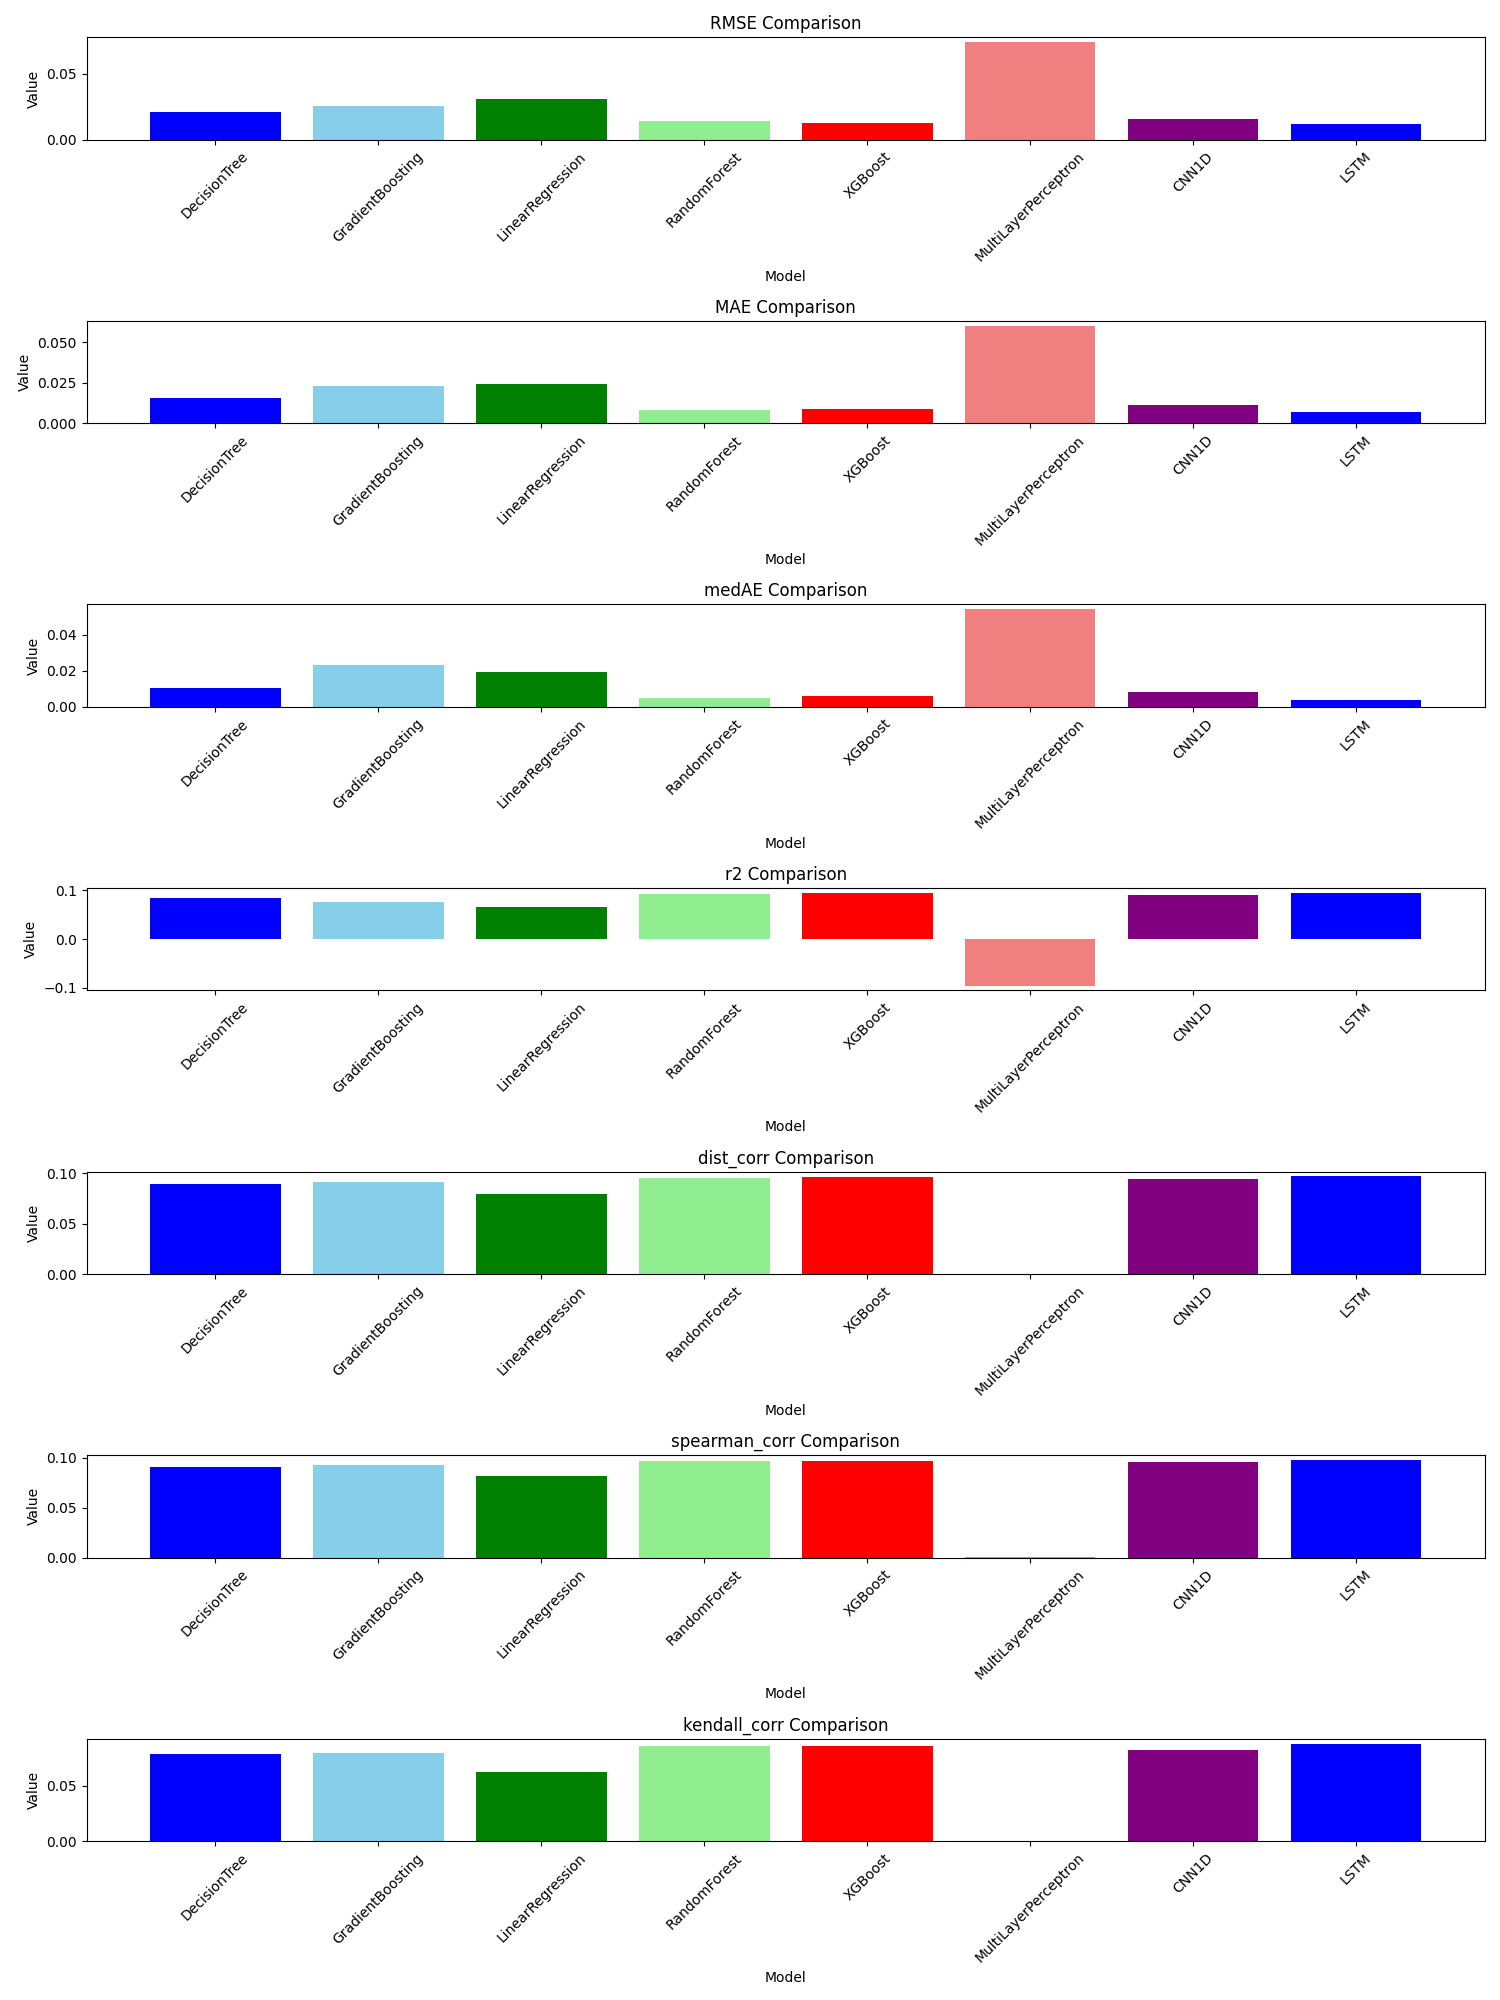 RMSE Comparison
Value
0.05
0.00
DecisionTree
GradientBoosting
LinearRegression
RandomForest
XGBoost
MultiLayerPerceptron
CNN1D
LSTM
Model
MAE Comparison
Value
0.050
0.025
0.000
DecisionTree
GradientBoosting
LinearRegression
RandomForest
XGBoost
MultiLayerPerceptron
CNN1D
LSTM
Model
medAE Comparison
Value
0.04
0.02
0.00
DecisionTree
GradientBoosting
LinearRegression
RandomForest
XGBoost
MultiLayerPerceptron
CNN1D
LSTM
Model
r2 Comparison
Value
0.1
0.0
−0.1
DecisionTree
GradientBoosting
LinearRegression
RandomForest
XGBoost
MultiLayerPerceptron
CNN1D
LSTM
Model
dist_corr Comparison
Value
0.10
0.05
0.00
DecisionTree
GradientBoosting
LinearRegression
RandomForest
XGBoost
MultiLayerPerceptron
CNN1D
LSTM
Model
spearman_corr Comparison
Value
0.10
0.05
0.00
DecisionTree
GradientBoosting
LinearRegression
RandomForest
XGBoost
MultiLayerPerceptron
CNN1D
LSTM
Model
kendall_corr Comparison
Value
0.05
0.00
DecisionTree
GradientBoosting
LinearRegression
RandomForest
XGBoost
MultiLayerPerceptron
CNN1D
LSTM
Model